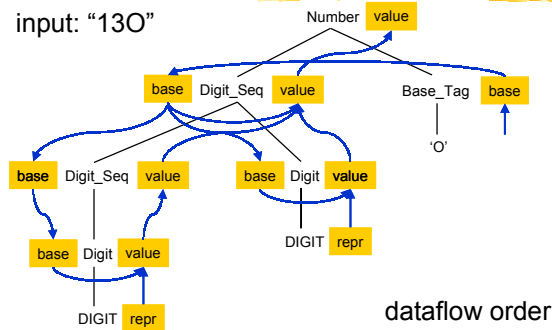 input: “13O”
Number value
base Digit_Seq value Base_Tag base
‘O’
base Digit_Seq value base Digit value
base Digit value DIGIT repr
DIGIT repr
dataflow order